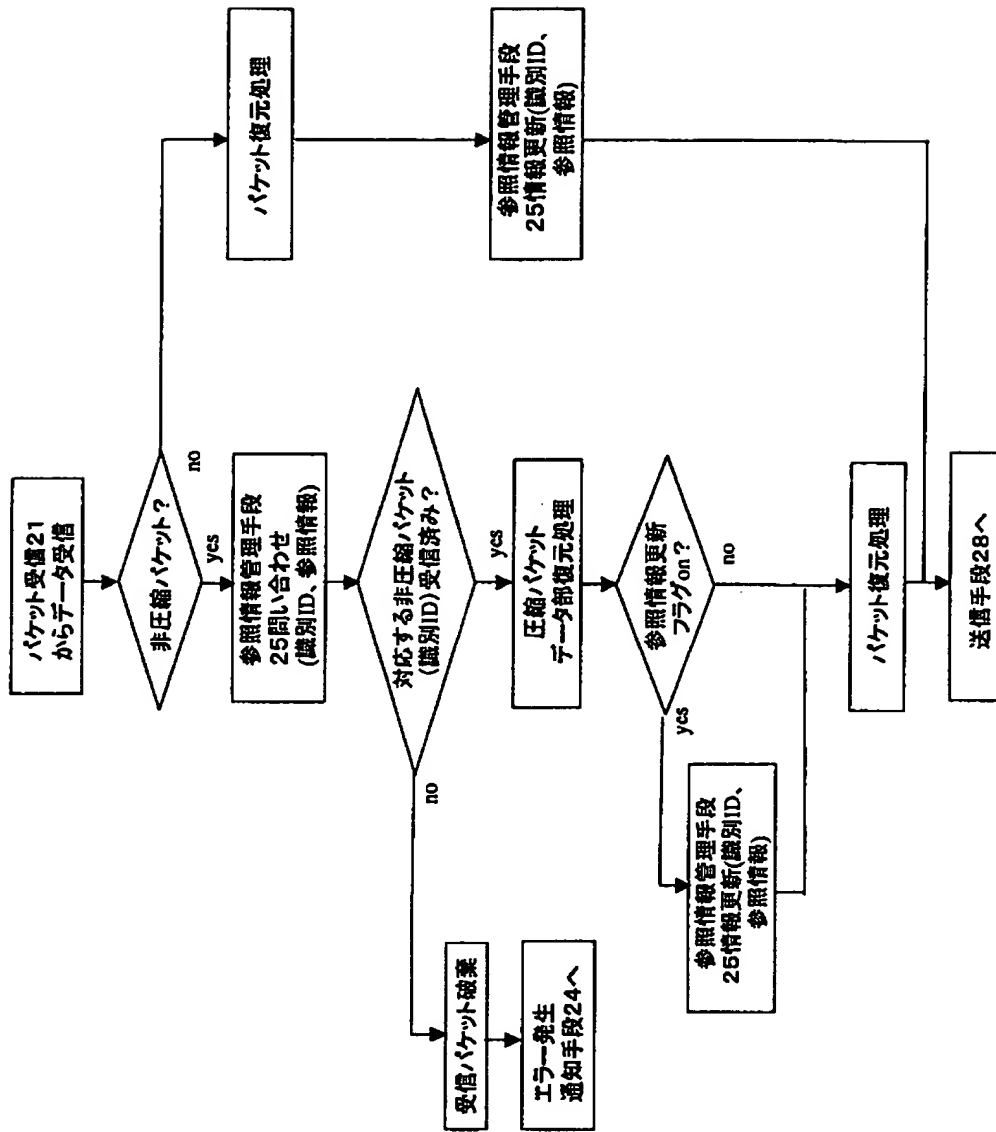 パケット受信21
からデータ受信
非圧縮パケット?
no
yes
パケット復元処理
参照情報管理手段
25問い合わせ
(識別ID、参照情報)
参照情報管理手段
25情報更新(識別ID、
参照情報)
対応する非圧縮パケット
(識別ID)受信済み?
no
yes
受信パケット破棄
エラー発生
通知手段24へ
圧縮パケット
データ部復元処理
参照情報更新
フラグon?
yes
no
参照情報管理手段
25情報更新(識別ID、
参照情報)
パケット復元処理
送信手段28へ